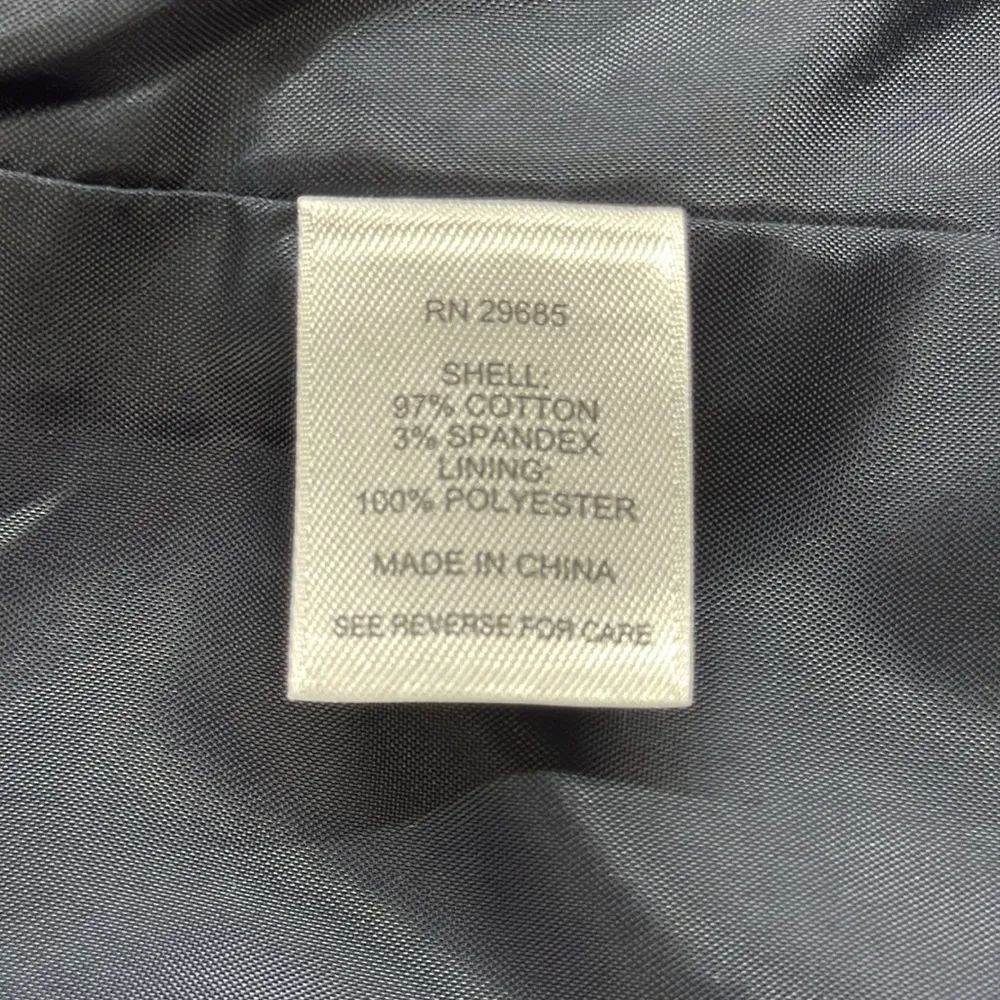 RN 29685
SHELL:
97% COTTON
3% SPANDEX
LINING:
100% POLYESTER
MADE IN CHINA
SEE REVERSE FOR CARE